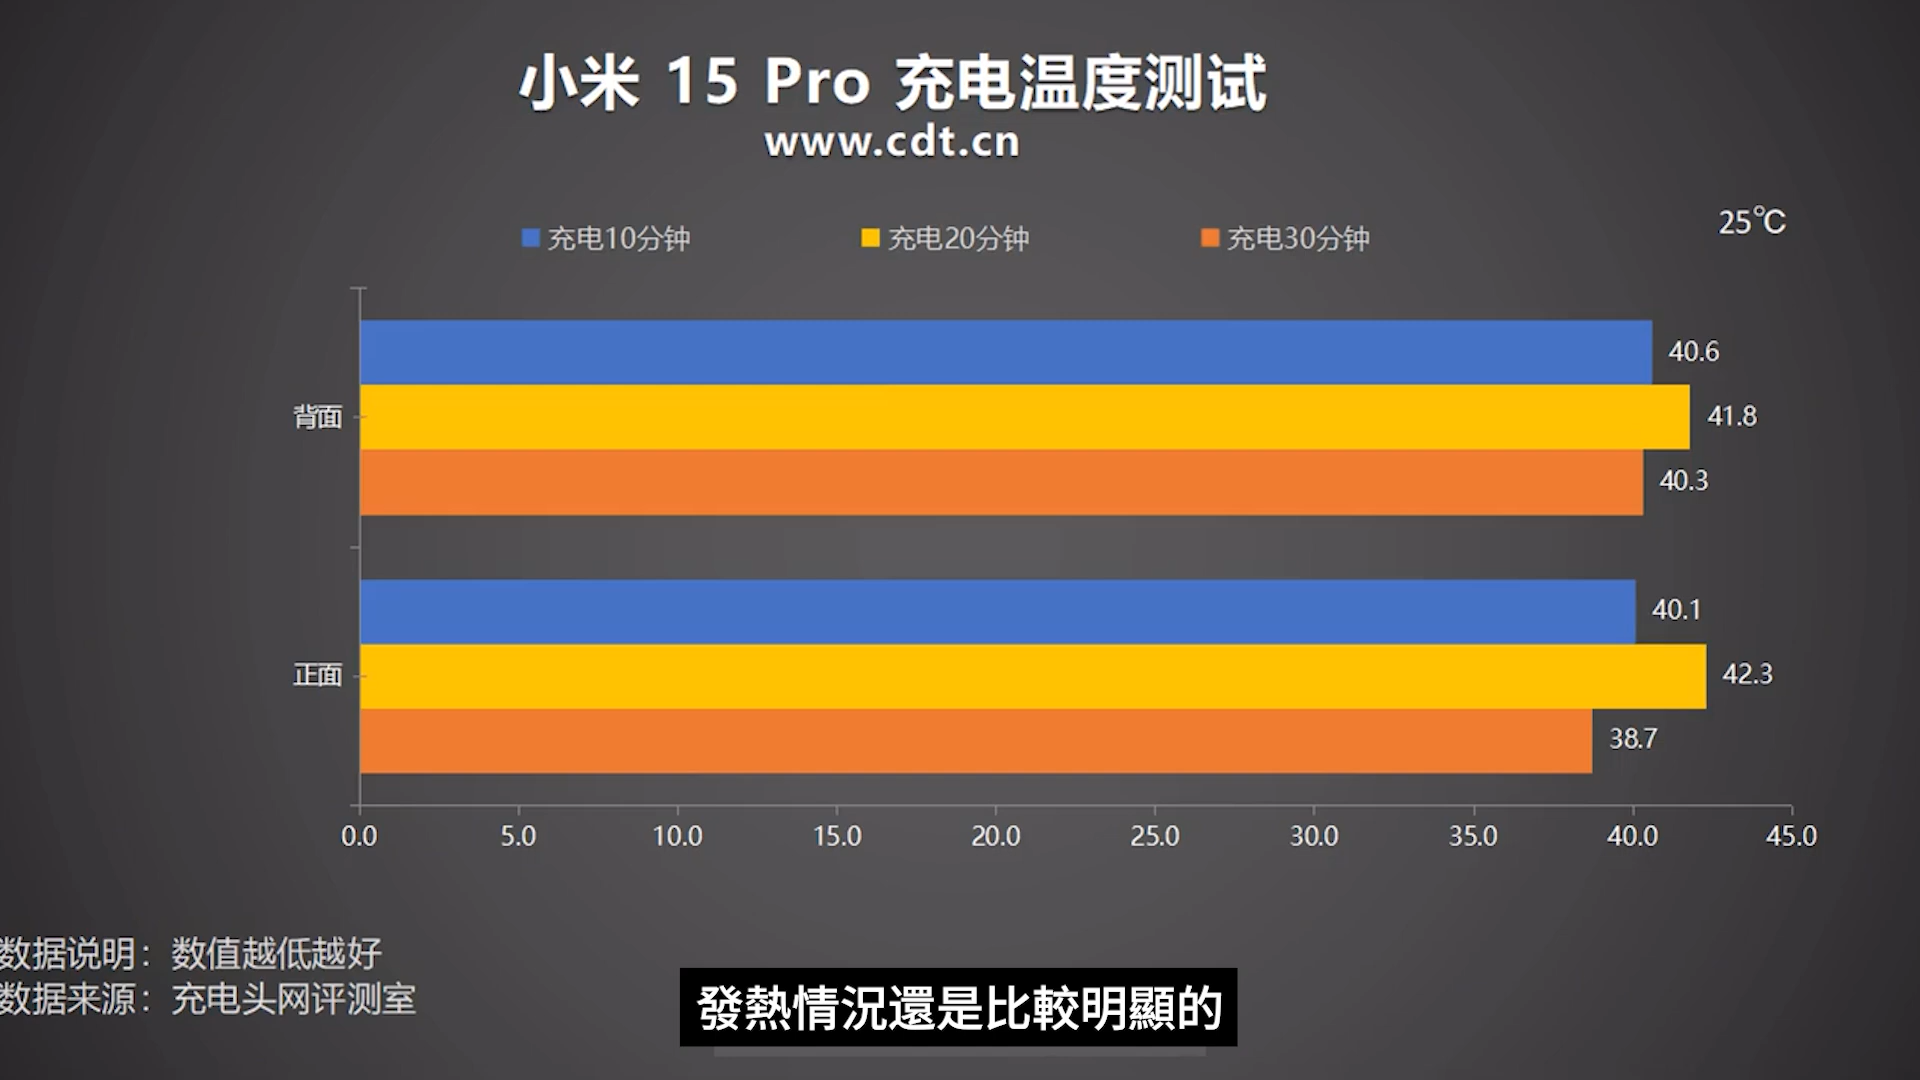 小米 15 Pro 充电温度测试
www.cdt.cn
充电10分钟 充电20分钟 充电30分钟
25℃
背面
40.6
41.8
40.3
正面
40.1
42.3
38.7
0.0 5.0 10.0 15.0 20.0 25.0 30.0 35.0 40.0 45.0
数据说明：数值越低越好
数据来源：充电头网评测室
發熱情況還是比較明顯的